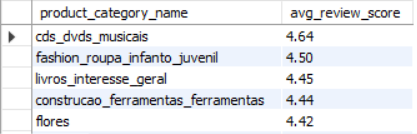 product_category_name avg_review_score
cds_dvds_musicais 4.64
fashion_roupa_infanto_juvenil 4.50
livros_interesse_geral 4.45
construcao_ferramentas_ferramentas 4.44
flores 4.42